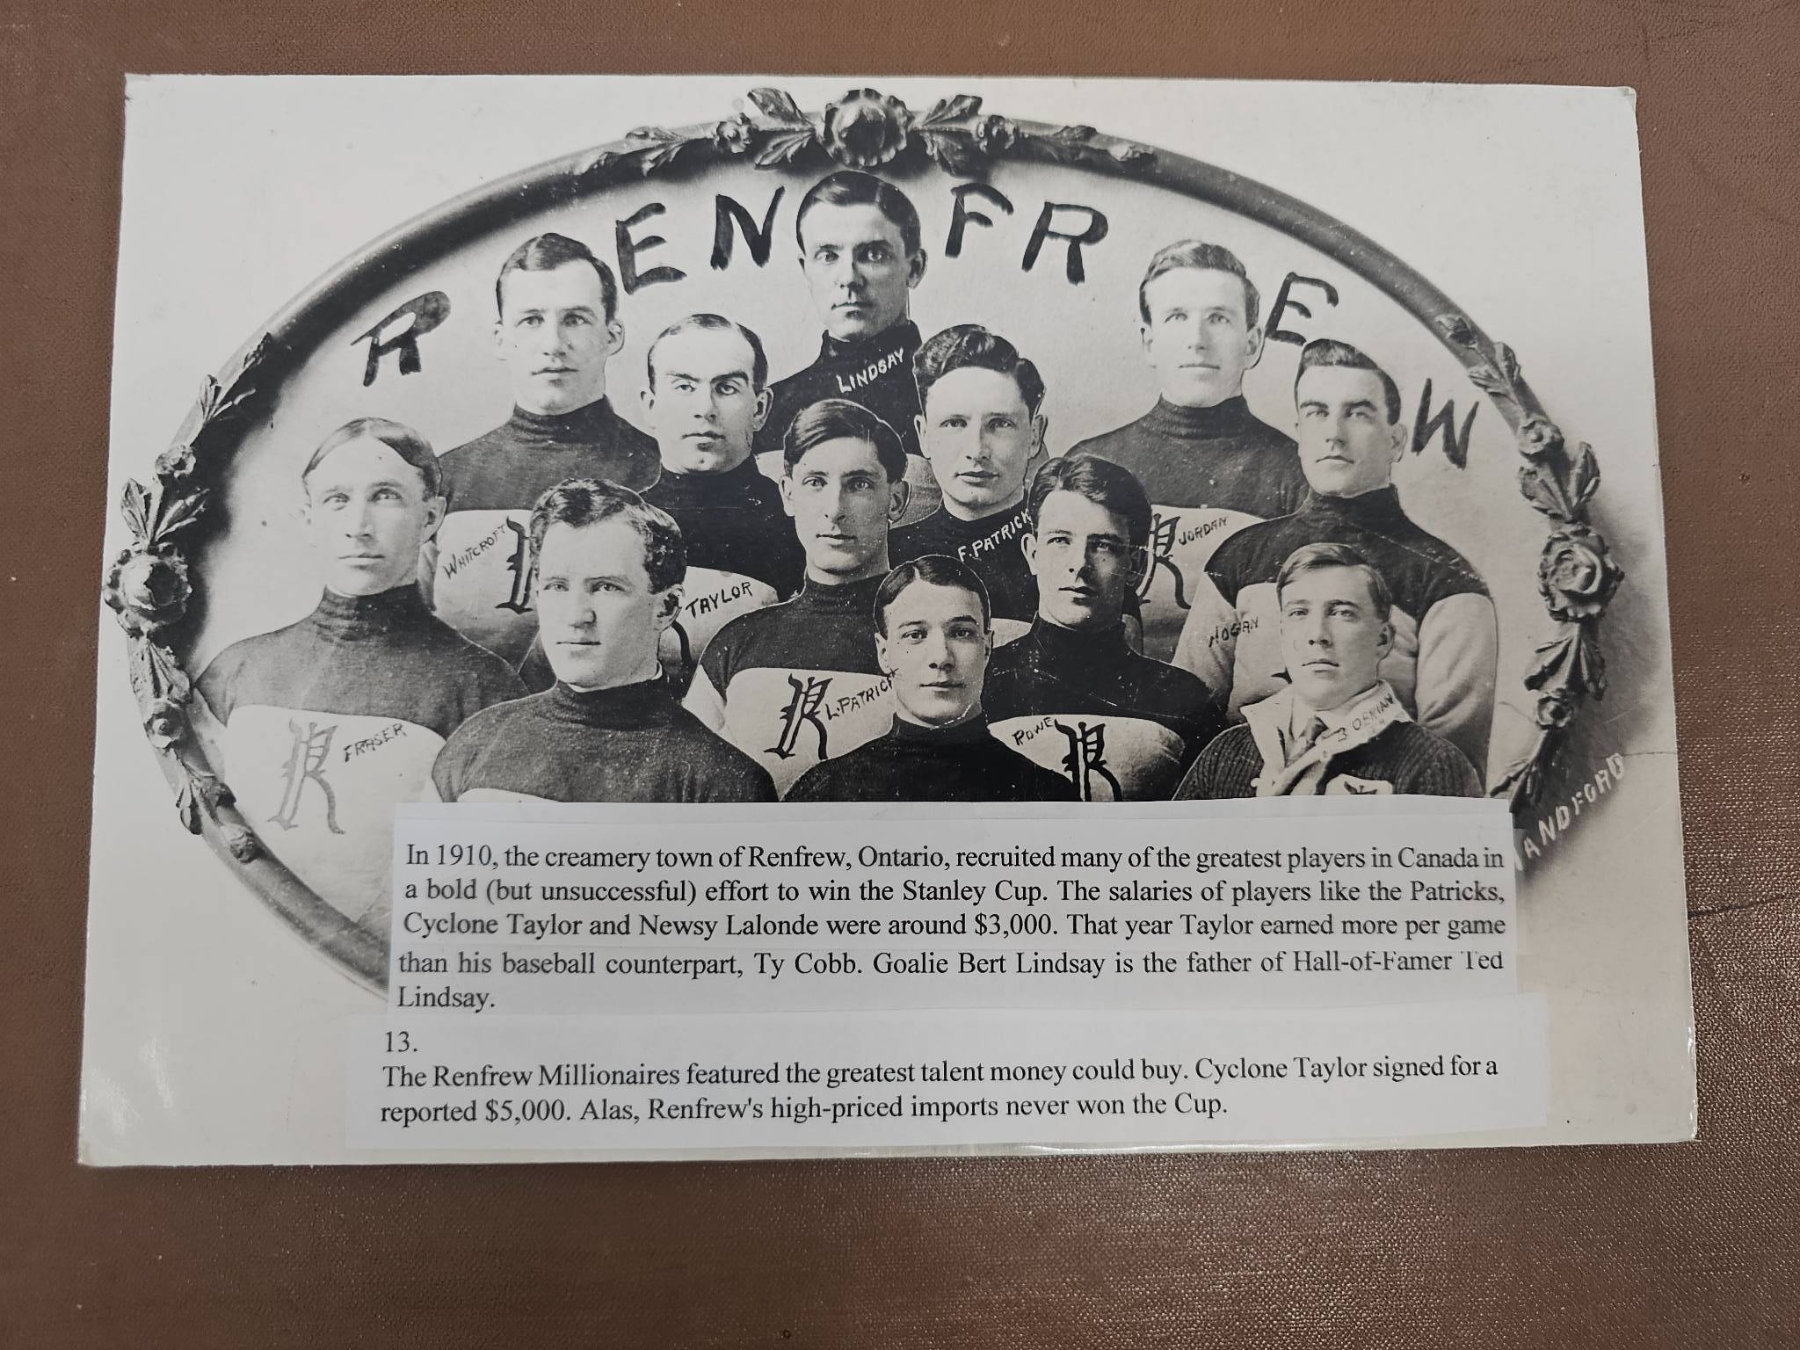 RENFREW
LINDSAY
WHITCROFT
F. PATRICK
JORDAN
TAYLOR
HOGAN
L. PATRICK
FRASER
ROWE
R
R
R
R
R
In 1910, the creamery town of Renfrew, Ontario, recruited many of the greatest players in Canada in
a bold (but unsuccessful) effort to win the Stanley Cup. The salaries of players like the Patricks,
Cyclone Taylor and Newsy Lalonde were around $3,000. That year Taylor earned more per game
than his baseball counterpart, Ty Cobb. Goalie Bert Lindsay is the father of Hall-of-Famer Ted
Lindsay.
13.
The Renfrew Millionaires featured the greatest talent money could buy. Cyclone Taylor signed for a
reported $5,000. Alas, Renfrew's high-priced imports never won the Cup.